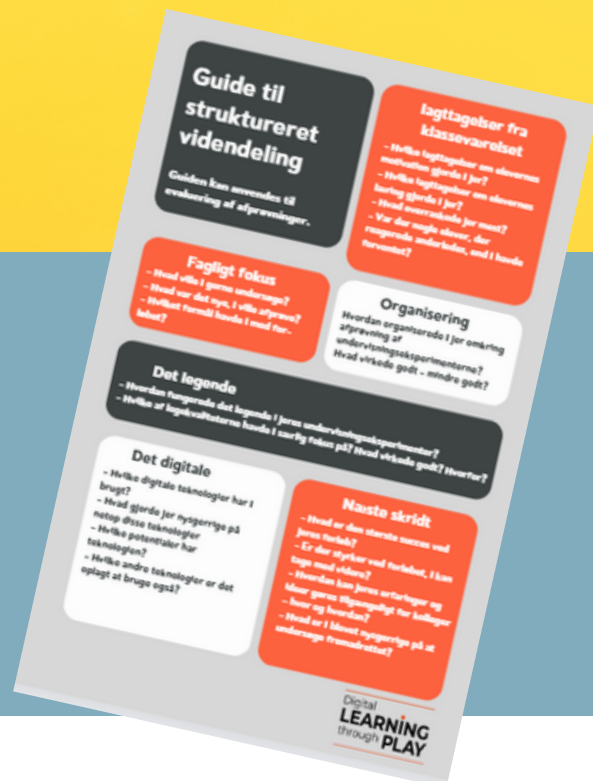 Guide til
struktureret
videndeling
Guiden kan anvendes til
evaluering af afprøvninger.
Iagttagelser fra
klasseværelset
- Hvilke iagttagelser om elevernes
motivation gjorde I jer?
- Hvilke iagttagelser om elevernes
læring gjorde I jer?
- Hvad overraskede jer mest?
- Var der nogle elever, der
reagerede anderledes, end I havde
forventet?
Fagligt fokus
- Hvad ville I gerne undersøge?
- Hvad var det nye, I ville afprøve?
- Hvilket formål havde I med for-
løbet?
Organisering
Hvordan organiserede I jer omkring
afprøvning af
undervisningseksperimenterne?
Hvad virkede godt - mindre godt?
Det legende
- Hvordan fungerede det legende i jeres undervisningseksperimenter?
- Hvilke af legekvaliteterne havde I særlig fokus på? Hvad virkede godt? Hvorfor?
Det digitale
- Hvilke digitale teknologier har I
brugt?
- Hvad gjorde jer nysgerrige på
netop disse teknologier
- Hvilke potentialer har
teknologien?
- Hvilke andre teknologier er det
oplagt at bruge også?
Næste skridt
- Hvad er den største succes ved
jeres forløb?
- Er der styrker ved forløbet, I kan
tage med videre?
- Hvordan kan jeres erfaringer og
ideer gøres tilgængeligt for kolleger
- hvor og hvordan?
- Hvad er I blevet nysgerrige på at
undersøge fremadrettet?
Digital
LEARNING
through PLAY